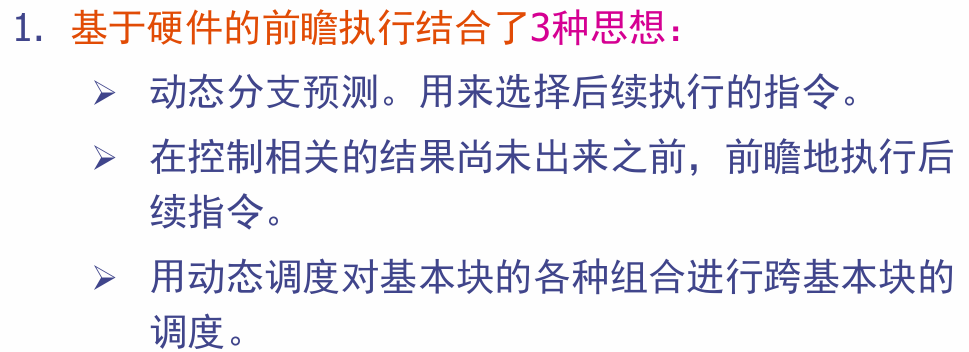 1. 基于硬件的前瞻执行结合了3种思想：
➢ 动态分支预测。用来选择后续执行的指令。
➢ 在控制相关的结果尚未出来之前，前瞻地执行后
续指令。
➢ 用动态调度对基本块的各种组合进行跨基本块的
调度。